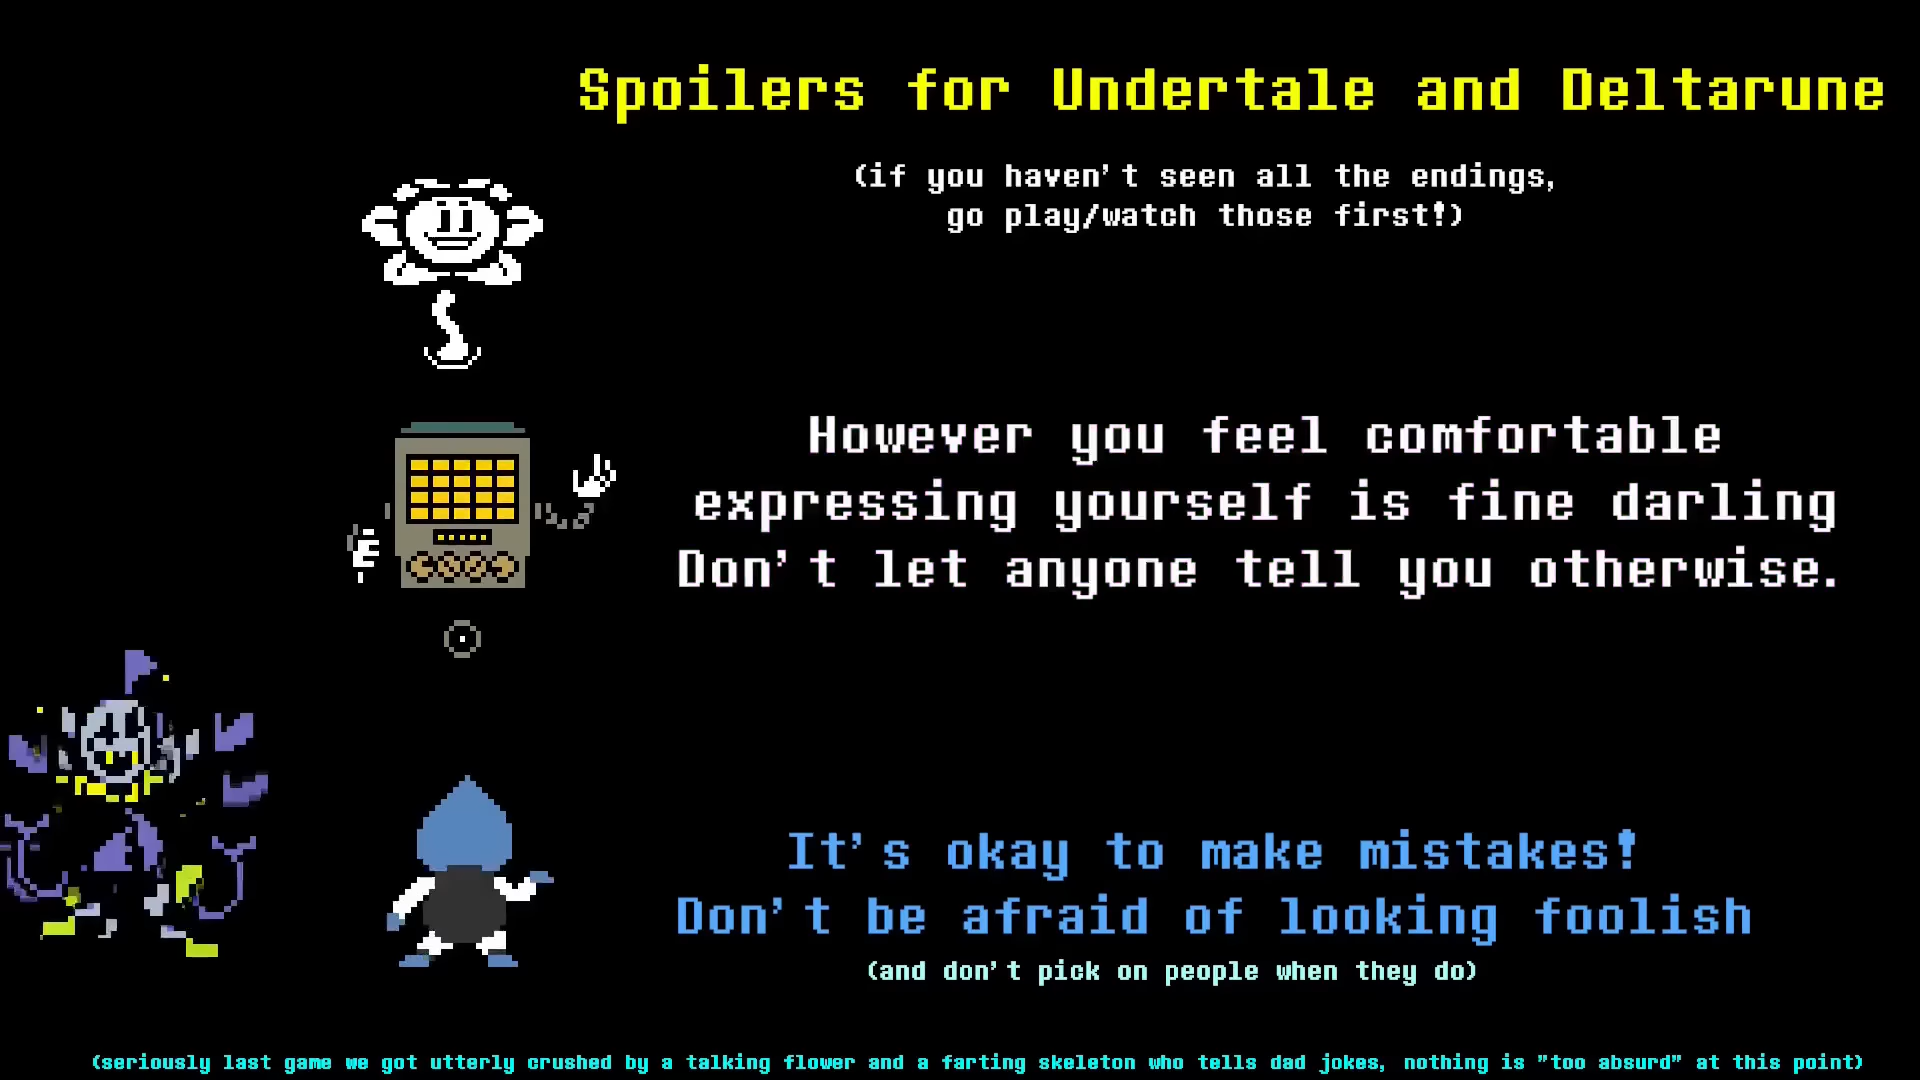 Spoilers for Undertale and Deltarune
(if you haven't seen all the endings,
go play/watch those first!)
However you feel comfortable
expressing yourself is fine darling
Don't let anyone tell you otherwise.
It's okay to make mistakes!
Don't be afraid of looking foolish
(and don't pick on people when they do)
(seriously last game we got utterly crushed by a talking flower and a farting skeleton who tells dad jokes, nothing is "too absurd" at this point)